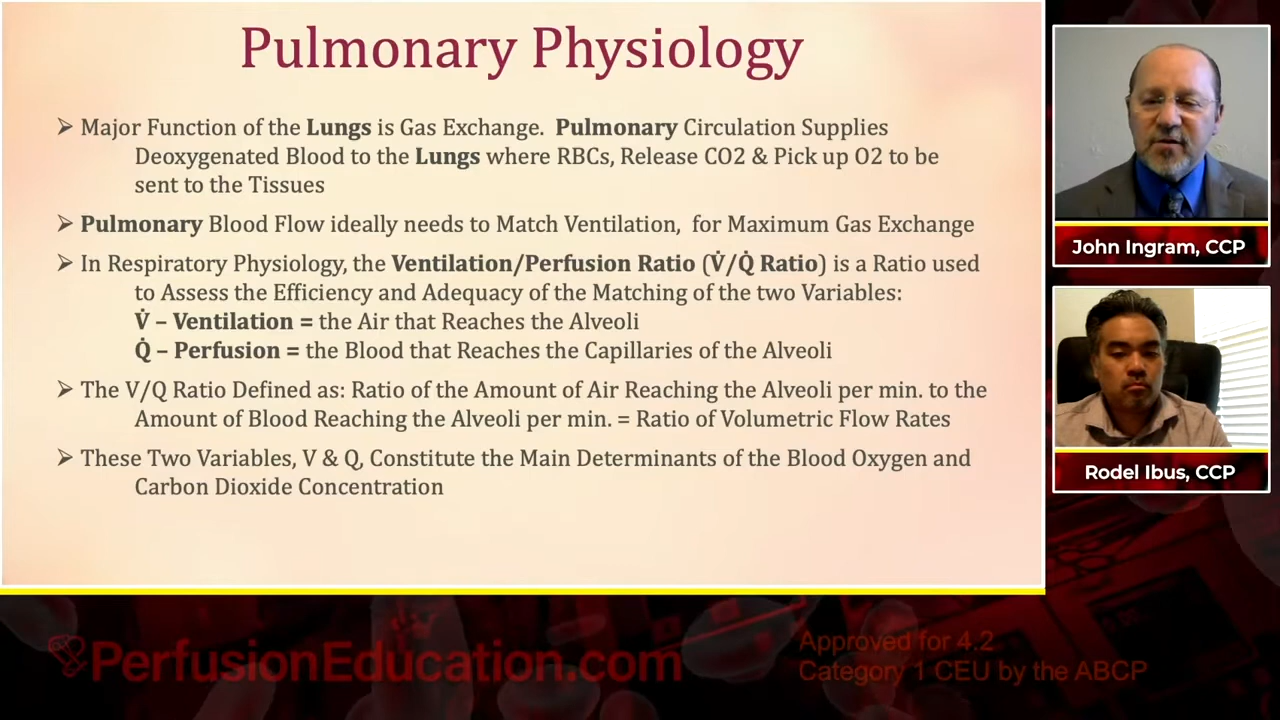 Pulmonary Physiology
➢ Major Function of the Lungs is Gas Exchange. Pulmonary Circulation Supplies
Deoxygenated Blood to the Lungs where RBCs, Release CO2 & Pick up O2 to be
sent to the Tissues
➢ Pulmonary Blood Flow ideally needs to Match Ventilation, for Maximum Gas Exchange
➢ In Respiratory Physiology, the Ventilation/Perfusion Ratio (V̇/Q̇ Ratio) is a Ratio used
to Assess the Efficiency and Adequacy of the Matching of the two Variables:
V̇ – Ventilation = the Air that Reaches the Alveoli
Q̇ – Perfusion = the Blood that Reaches the Capillaries of the Alveoli
➢ The V/Q Ratio Defined as: Ratio of the Amount of Air Reaching the Alveoli per min. to the
Amount of Blood Reaching the Alveoli per min. = Ratio of Volumetric Flow Rates
➢ These Two Variables, V & Q, Constitute the Main Determinants of the Blood Oxygen and
Carbon Dioxide Concentration
John Ingram, CCP
Rodel Ibus, CCP
PerfusionEducation.com
Approved for 4.2
Category 1 CEU by the ABCP